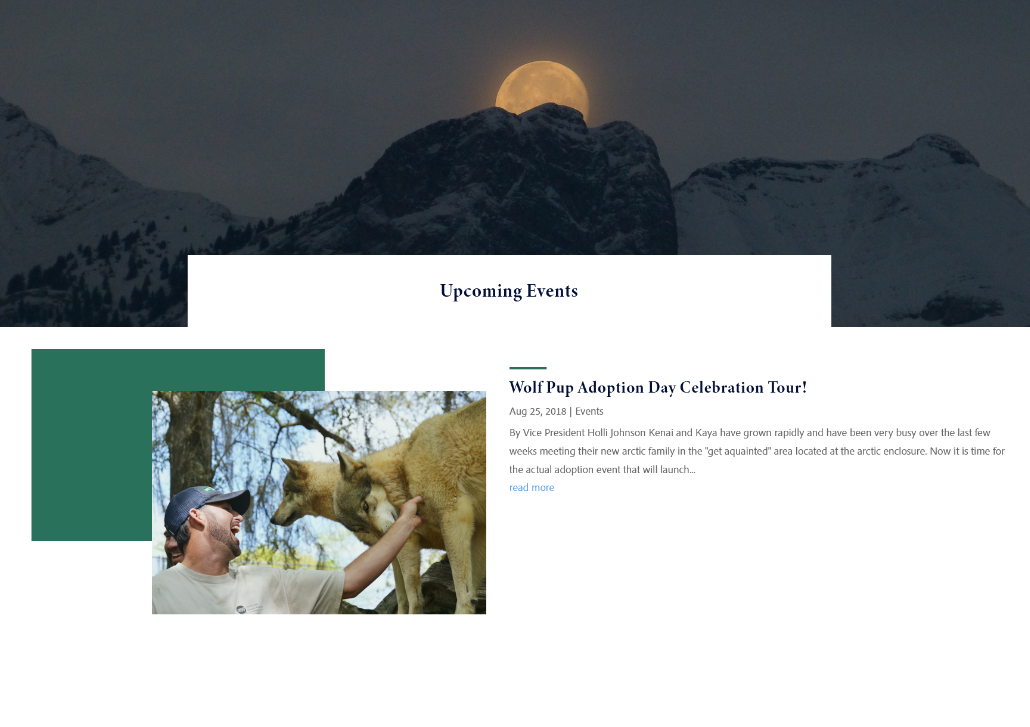 Upcoming Events
Wolf Pup Adoption Day Celebration Tour!
Aug 25, 2018 | Events
By Vice President Holli Johnson Kenai and Kaya have grown rapidly and have been very busy over the last few
weeks meeting their new arctic family in the "get aquainted" area located at the arctic enclosure. Now it is time for
the actual adoption event that will launch...
read more